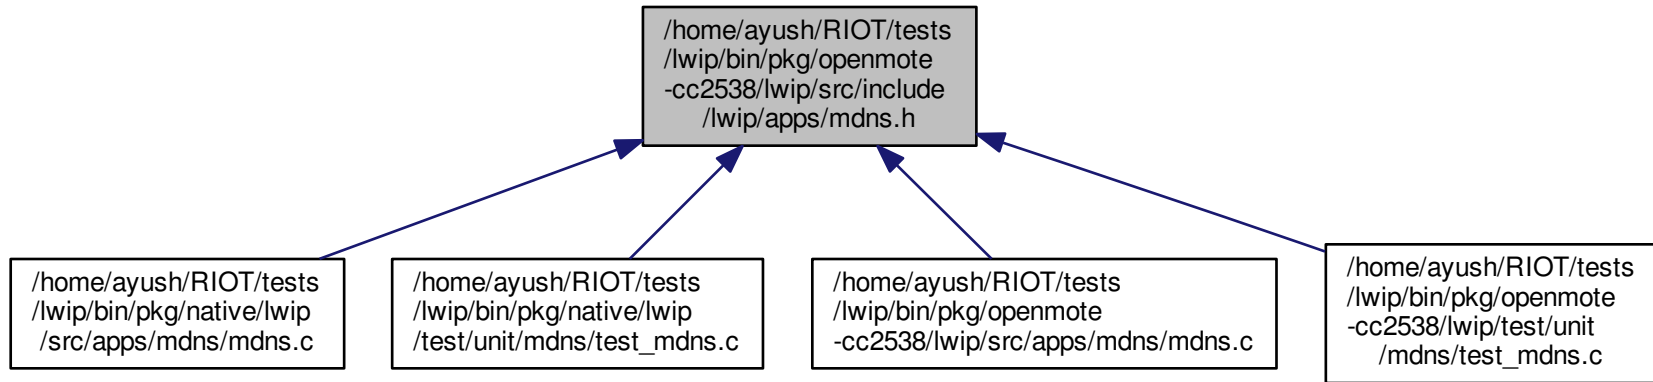 /home/ayush/RIOT/tests
/lwip/bin/pkg/openmote
-cc2538/lwip/src/include
/lwip/apps/mdns.h
/home/ayush/RIOT/tests
/lwip/bin/pkg/native/lwip
/src/apps/mdns/mdns.c
/home/ayush/RIOT/tests
/lwip/bin/pkg/native/lwip
/test/unit/mdns/test_mdns.c
/home/ayush/RIOT/tests
/lwip/bin/pkg/openmote
-cc2538/lwip/src/apps/mdns/mdns.c
/home/ayush/RIOT/tests
/lwip/bin/pkg/openmote
-cc2538/lwip/test/unit
/mdns/test_mdns.c